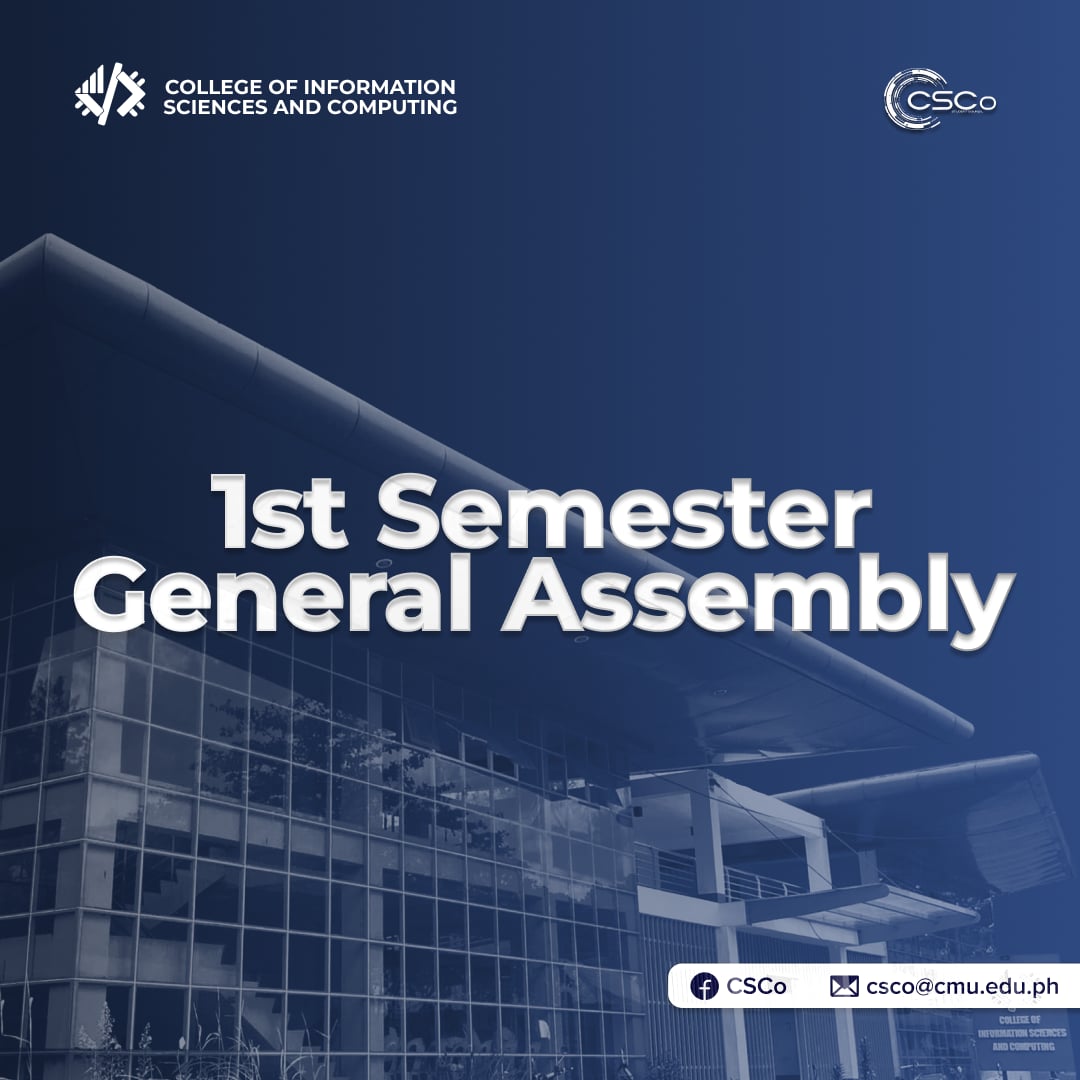 COLLEGE OF INFORMATION
SCIENCES AND COMPUTING
CSCo
1st Semester
General Assembly
CSCo
csco@cmu.edu.ph
COLLEGE OF
INFORMATION SCIENCES
AND COMPUTING